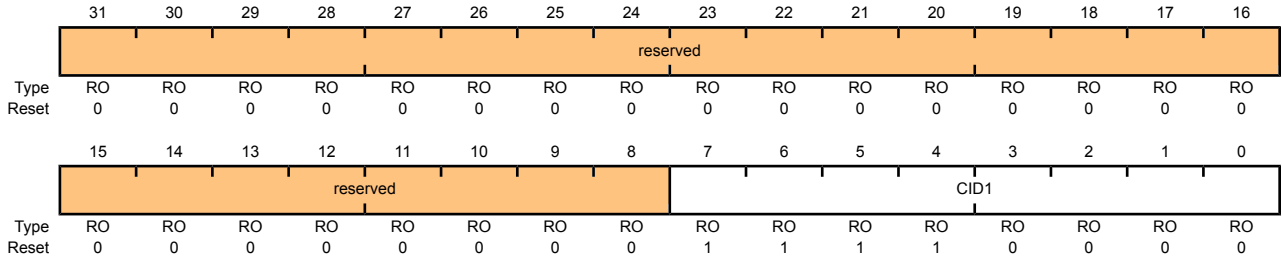 31 30 29 28 27 26 25 24 23 22 21 20 19 18 17 16
reserved
Type RO RO RO RO RO RO RO RO RO RO RO RO RO RO RO RO
Reset 0 0 0 0 0 0 0 0 0 0 0 0 0 0 0 0
15 14 13 12 11 10 9 8 7 6 5 4 3 2 1 0
reserved CID1
Type RO RO RO RO RO RO RO RO RO RO RO RO RO RO RO RO
Reset 0 0 0 0 0 0 0 0 1 1 1 1 0 0 0 0